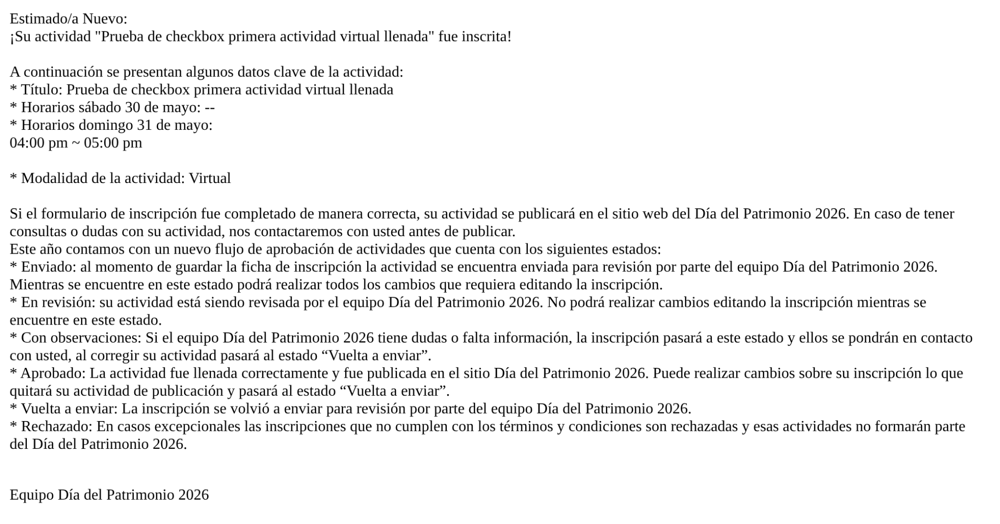 Estimado/a Nuevo:
¡Su actividad "Prueba de checkbox primera actividad virtual llenada" fue inscrita!
A continuación se presentan algunos datos clave de la actividad:
* Título: Prueba de checkbox primera actividad virtual llenada
* Horarios sábado 30 de mayo: --
* Horarios domingo 31 de mayo:
04:00 pm ~ 05:00 pm
* Modalidad de la actividad: Virtual
Si el formulario de inscripción fue completado de manera correcta, su actividad se publicará en el sitio web del Día del Patrimonio 2026. En caso de tener
consultas o dudas con su actividad, nos contactaremos con usted antes de publicar.
Este año contamos con un nuevo flujo de aprobación de actividades que cuenta con los siguientes estados:
* Enviado: al momento de guardar la ficha de inscripción la actividad se encuentra enviada para revisión por parte del equipo Día del Patrimonio 2026.
Mientras se encuentre en este estado podrá realizar todos los cambios que requiera editando la inscripción.
* En revisión: su actividad está siendo revisada por el equipo Día del Patrimonio 2026. No podrá realizar cambios editando la inscripción mientras se
encuentre en este estado.
* Con observaciones: Si el equipo Día del Patrimonio 2026 tiene dudas o falta información, la inscripción pasará a este estado y ellos se pondrán en contacto
con usted, al corregir su actividad pasará al estado “Vuelta a enviar”.
* Aprobado: La actividad fue llenada correctamente y fue publicada en el sitio Día del Patrimonio 2026. Puede realizar cambios sobre su inscripción lo que
quitará su actividad de publicación y pasará al estado “Vuelta a enviar”.
* Vuelta a enviar: La inscripción se volvió a enviar para revisión por parte del equipo Día del Patrimonio 2026.
* Rechazado: En casos excepcionales las inscripciones que no cumplen con los términos y condiciones son rechazadas y esas actividades no formarán parte
del Día del Patrimonio 2026.
Equipo Día del Patrimonio 2026